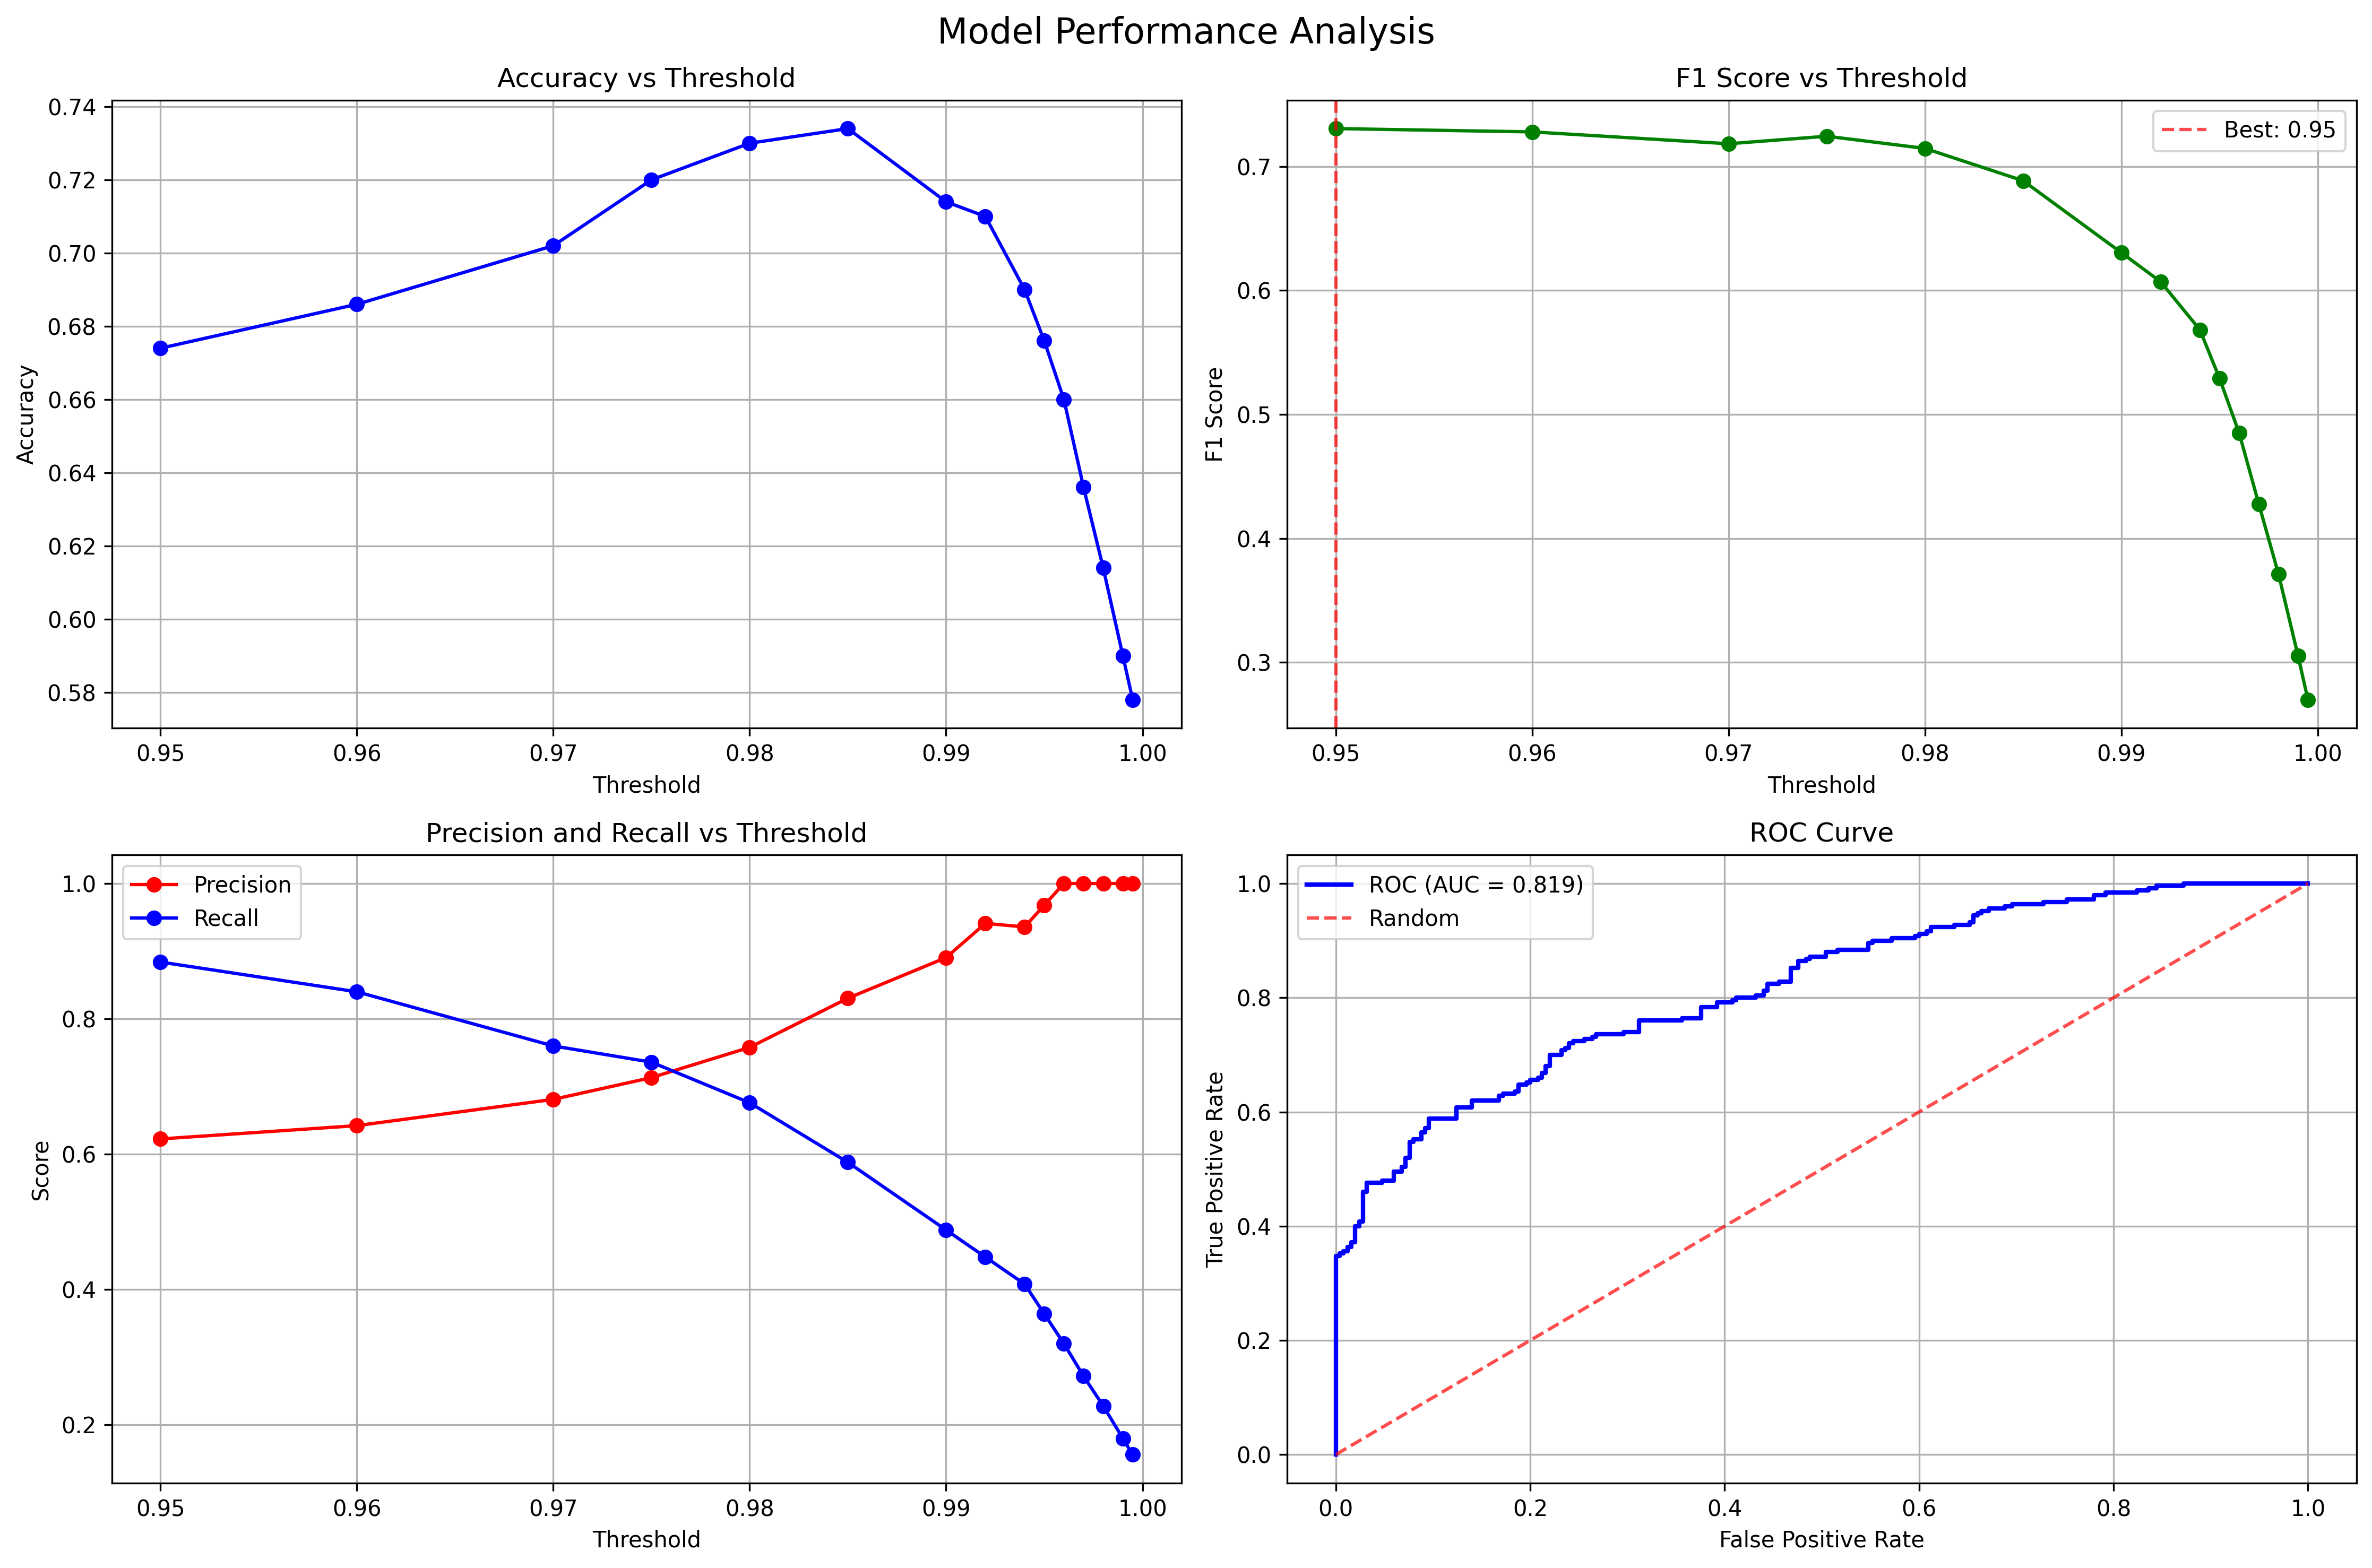 Model Performance Analysis
Accuracy vs Threshold
0.74
0.72
0.70
0.68
0.66
0.64
0.62
0.60
0.58
Accuracy
0.95 0.96 0.97 0.98 0.99 1.00
Threshold
F1 Score vs Threshold
Best: 0.95
0.7
0.6
0.5
0.4
0.3
F1 Score
0.95 0.96 0.97 0.98 0.99 1.00
Threshold
Precision and Recall vs Threshold
Precision
Recall
1.0
0.8
0.6
0.4
0.2
Score
0.95 0.96 0.97 0.98 0.99 1.00
Threshold
ROC Curve
ROC (AUC = 0.819)
Random
1.0
0.8
0.6
0.4
0.2
0.0
True Positive Rate
0.0 0.2 0.4 0.6 0.8 1.0
False Positive Rate